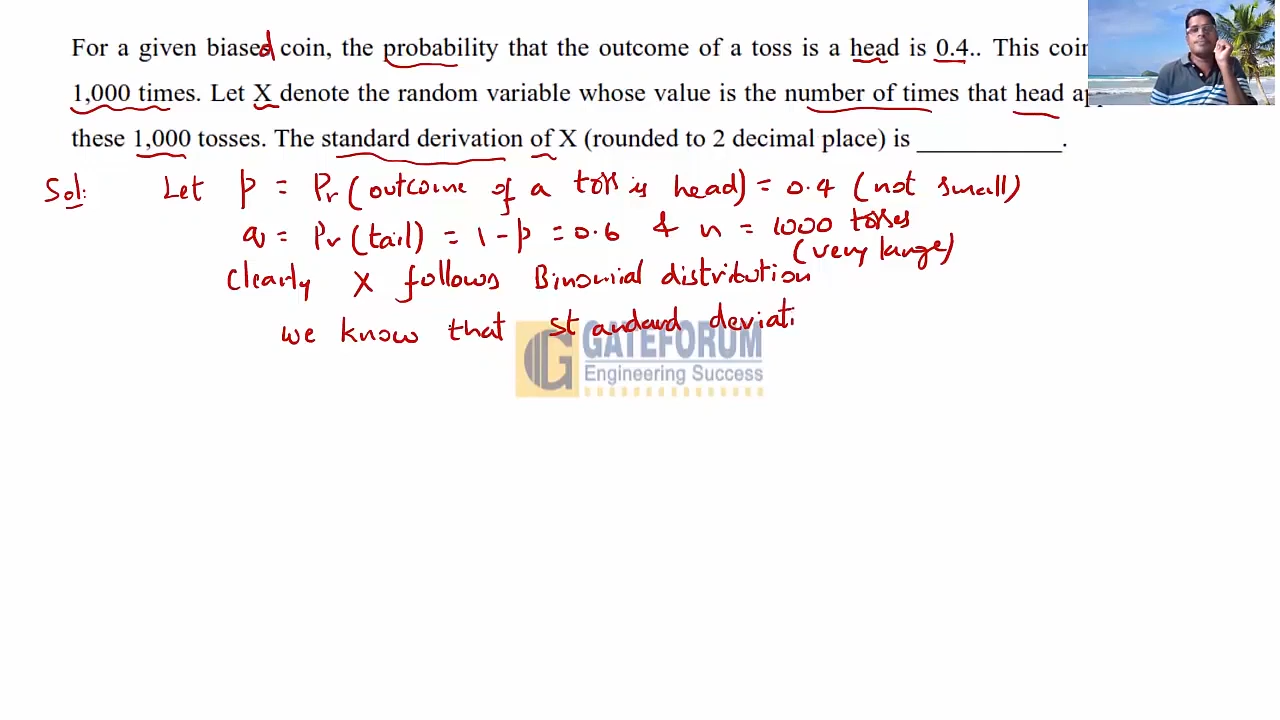 For a given biased coin, the probability that the outcome of a toss is a head is 0.4.. This coin
1,000 times. Let X denote the random variable whose value is the number of times that head ap
these 1,000 tosses. The standard derivation of X (rounded to 2 decimal place) is ____________.
Sol: Let p = Pr (outcome of a toss is head) = 0.4 (not small)
q = Pr (tail) = 1 - p = 0.6 & n = 1000 tosses
(very large)
Clearly X follows Binomial distribution
we know that standard deviati
GATEFORUM
Engineering Success